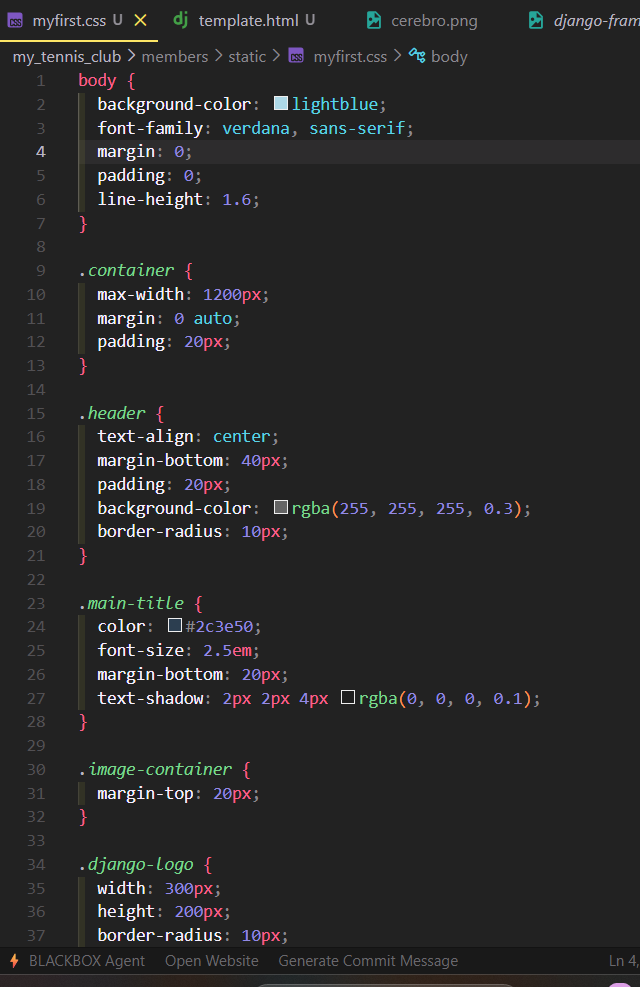 myfirst.css U
template.html U
cerebro.png
django-fram
my_tennis_club > members > static > myfirst.css > body
1 body {
2 background-color: lightblue;
3 font-family: verdana, sans-serif;
4 margin: 0;
5 padding: 0;
6 line-height: 1.6;
7 }
8
9 .container {
10 max-width: 1200px;
11 margin: 0 auto;
12 padding: 20px;
13 }
14
15 .header {
16 text-align: center;
17 margin-bottom: 40px;
18 padding: 20px;
19 background-color: rgba(255, 255, 255, 0.3);
20 border-radius: 10px;
21 }
22
23 .main-title {
24 color: #2c3e50;
25 font-size: 2.5em;
26 margin-bottom: 20px;
27 text-shadow: 2px 2px 4px rgba(0, 0, 0, 0.1);
28 }
29
30 .image-container {
31 margin-top: 20px;
32 }
33
34 .django-logo {
35 width: 300px;
36 height: 200px;
37 border-radius: 10px;
BLACKBOX Agent Open Website Generate Commit Message Ln 4,